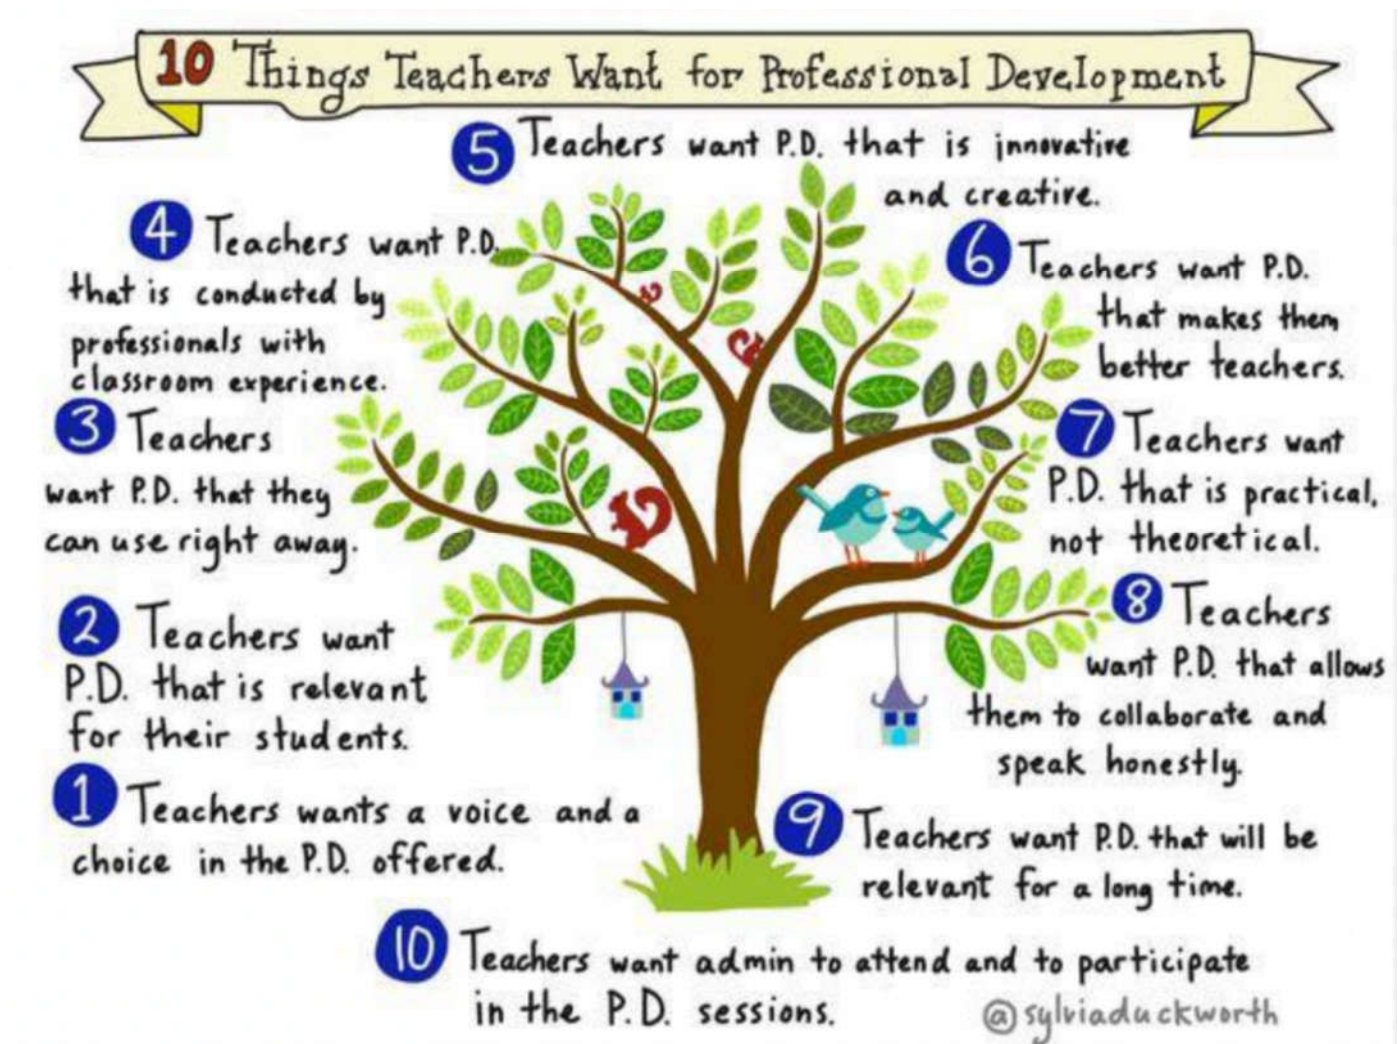 10 Things Teachers Want for Professional Development
5 Teachers want P.D. that is innovative
and creative.
4 Teachers want P.D.
that is conducted by
professionals with
classroom experience.
6 Teachers want P.D.
that makes them
better teachers.
3 Teachers
want P.D. that they
can use right away.
7 Teachers want
P.D. that is practical,
not theoretical.
2 Teachers want
P.D. that is relevant
for their students.
8 Teachers
want P.D. that allows
them to collaborate and
speak honestly.
1 Teachers wants a voice and a
choice in the P.D. offered.
9 Teachers want P.D. that will be
relevant for a long time.
10 Teachers want admin to attend and to participate
in the P.D. sessions.
@sylviaduckworth